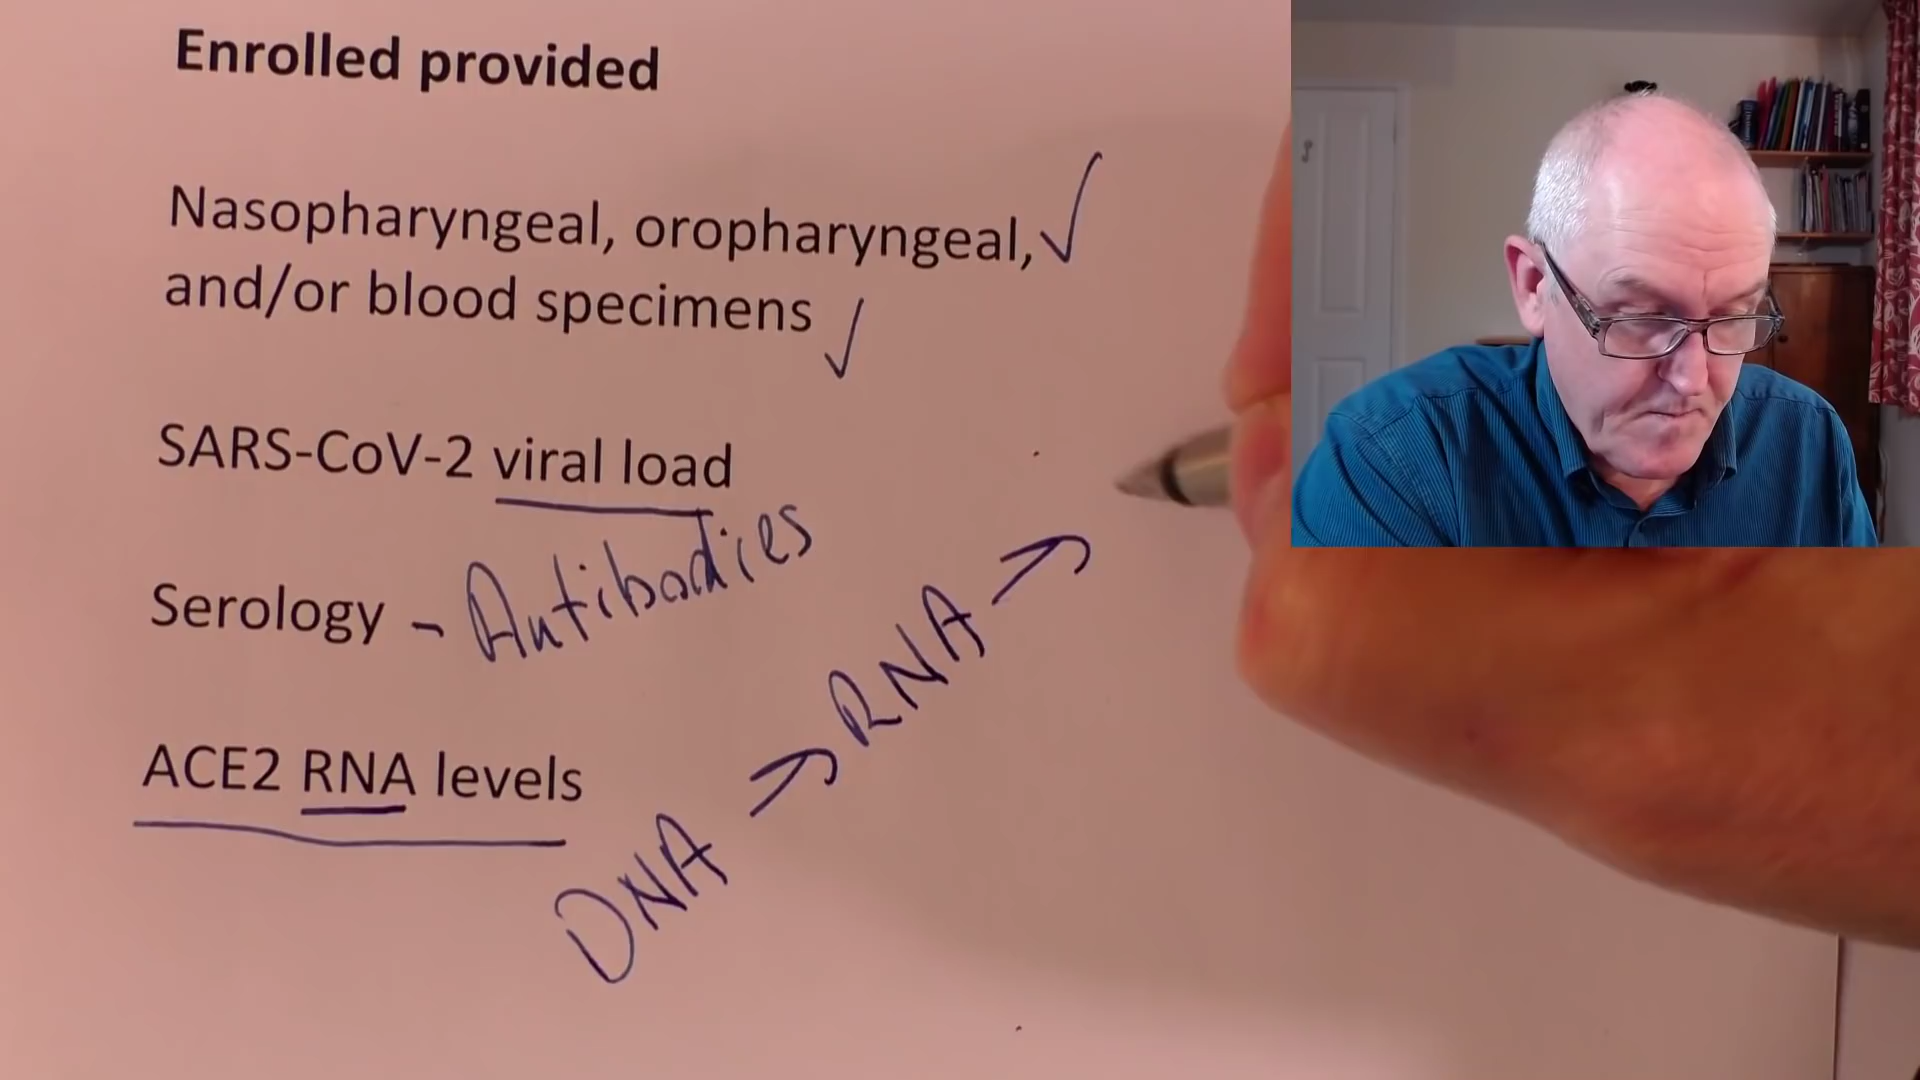 Enrolled provided
Nasopharyngeal, oropharyngeal, ✓
and/or blood specimens ✓
SARS-CoV-2 viral load
Serology - Antibodies
ACE2 RNA levels
DNA → RNA →